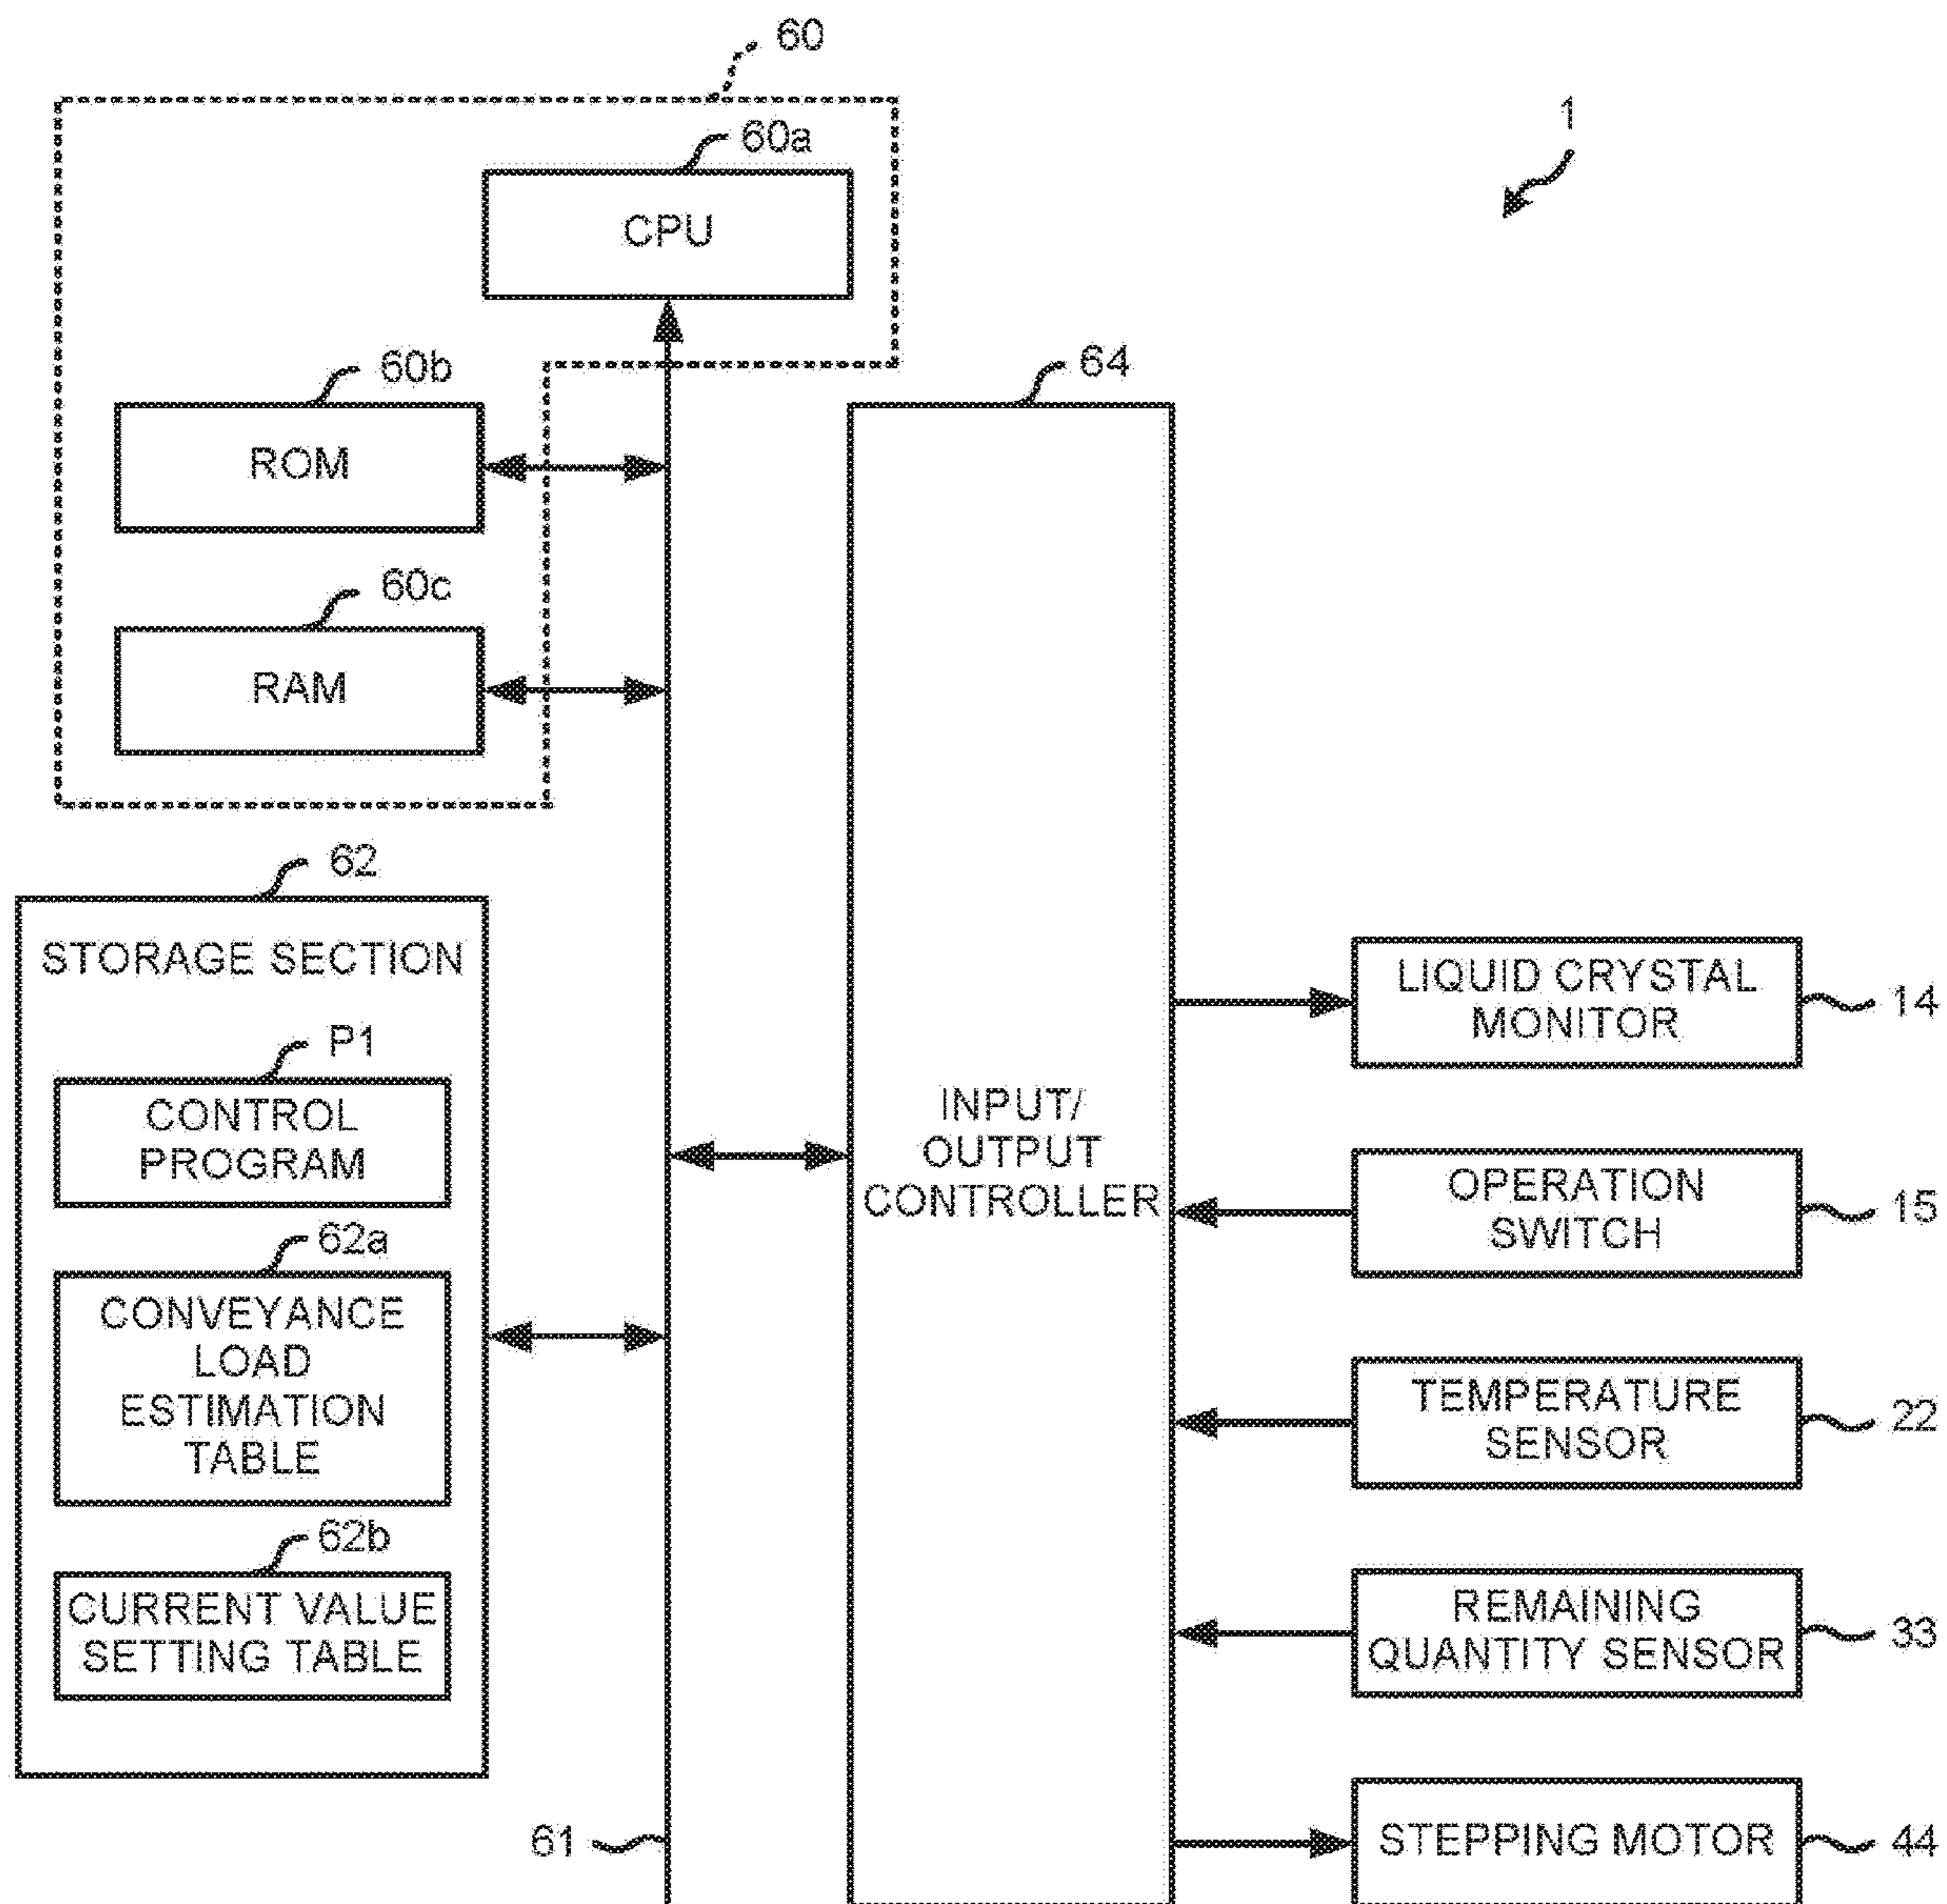 60
1
60a
CPU
60b
64
ROM
60c
RAM
62
STORAGE SECTION
P1
CONTROL
PROGRAM
62a
CONVEYANCE
LOAD
ESTIMATION
TABLE
62b
CURRENT VALUE
SETTING TABLE
61
INPUT/
OUTPUT
CONTROLLER
LIQUID CRYSTAL
MONITOR
14
OPERATION
SWITCH
15
TEMPERATURE
SENSOR
22
REMAINING
QUANTITY SENSOR
33
STEPPING MOTOR
44